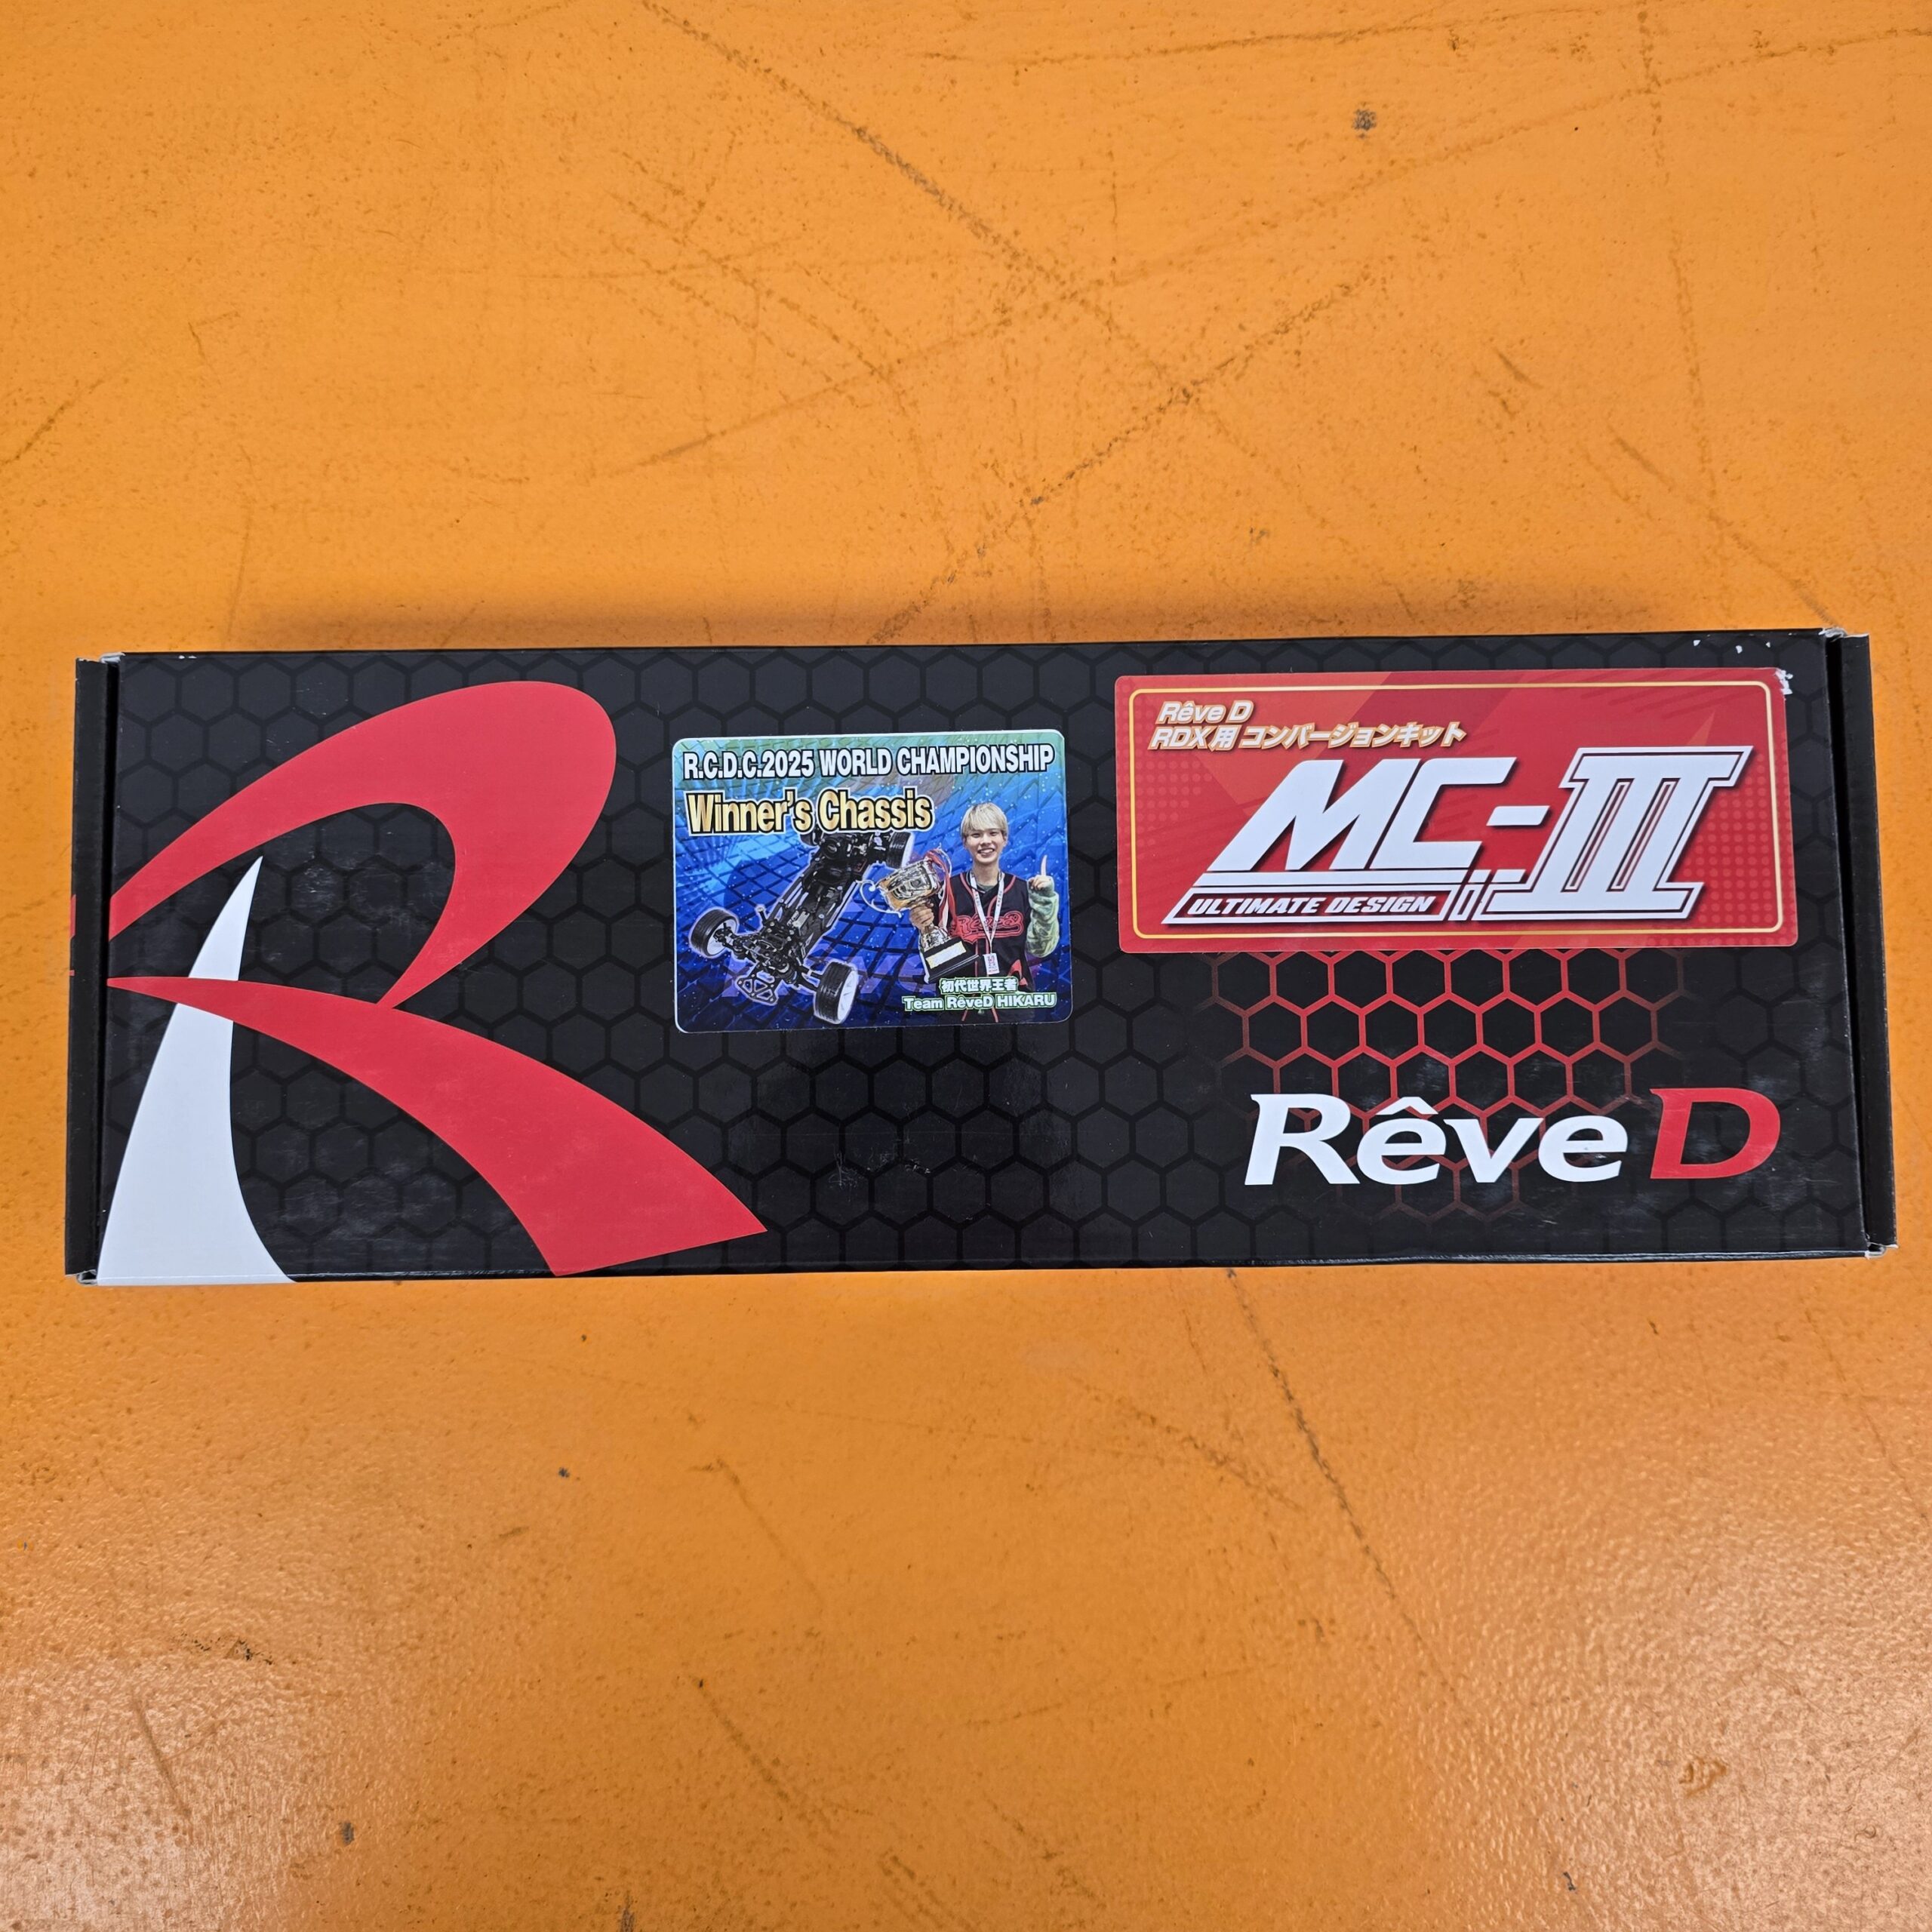 R.C.D.C.2025 WORLD CHAMPIONSHIP
Winner's Chassis
初代世界王者
Team RêveD HIKARU
Rêve D
RDX用 コンバージョンキット
MC-III
ULTIMATE DESIGN
Rêve D